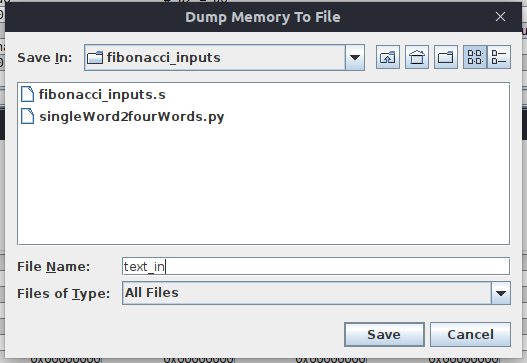 Dump Memory To File
Save In: fibonacci_inputs
fibonacci_inputs.s
singleWord2fourWords.py
File Name: text_in
Files of Type: All Files
Save Cancel